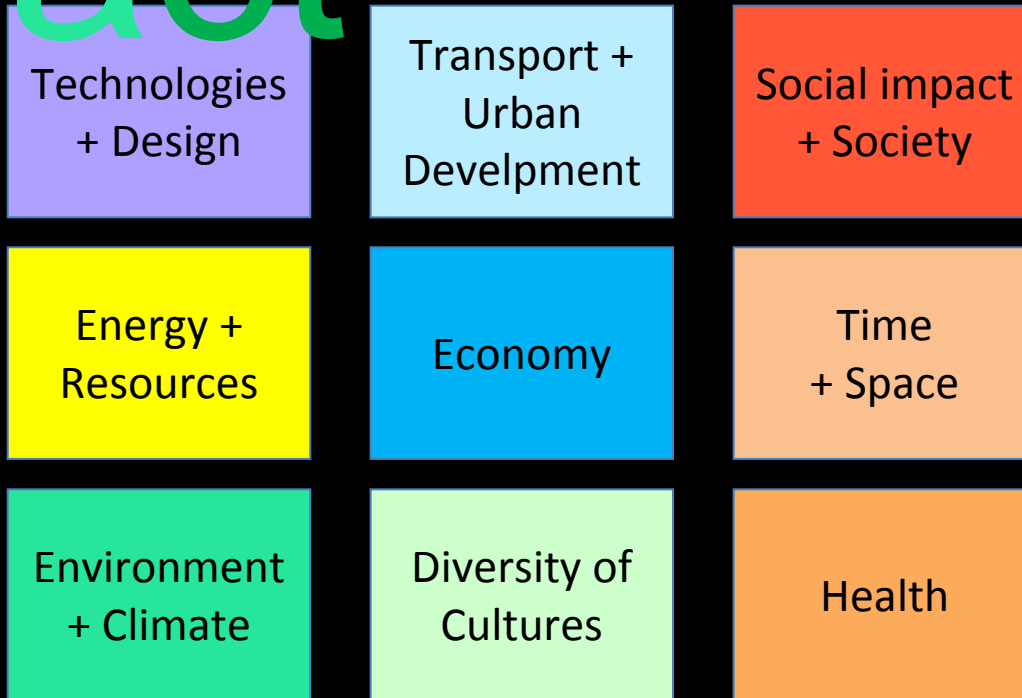 Technologies
+ Design
Transport +
Urban
Develpment
Social impact
+ Society
Energy +
Resources
Economy
Time
+ Space
Environment
+ Climate
Diversity of
Cultures
Health